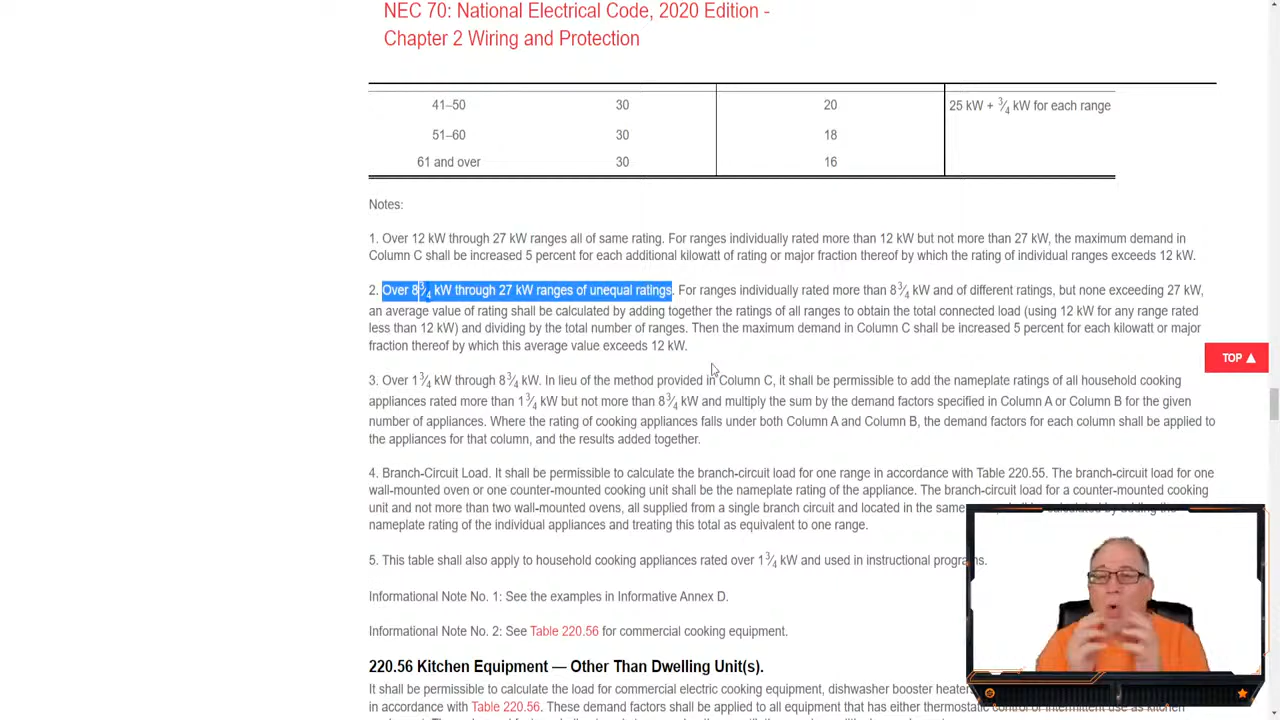 NEC 70: National Electrical Code, 2020 Edition -
Chapter 2 Wiring and Protection
41–50 30 20 25 kW + 3/4 kW for each range
51–60 30 18
61 and over 30 16
Notes:
1. Over 12 kW through 27 kW ranges all of same rating. For ranges individually rated more than 12 kW but not more than 27 kW, the maximum demand in
Column C shall be increased 5 percent for each additional kilowatt of rating or major fraction thereof by which the rating of individual ranges exceeds 12 kW.
2. Over 8 3/4 kW through 27 kW ranges of unequal ratings. For ranges individually rated more than 8 3/4 kW and of different ratings, but none exceeding 27 kW,
an average value of rating shall be calculated by adding together the ratings of all ranges to obtain the total connected load (using 12 kW for any range rated
less than 12 kW) and dividing by the total number of ranges. Then the maximum demand in Column C shall be increased 5 percent for each kilowatt or major
fraction thereof by which this average value exceeds 12 kW.
TOP ▲
3. Over 1 3/4 kW through 8 3/4 kW. In lieu of the method provided in Column C, it shall be permissible to add the nameplate ratings of all household cooking
appliances rated more than 1 3/4 kW but not more than 8 3/4 kW and multiply the sum by the demand factors specified in Column A or Column B for the given
number of appliances. Where the rating of cooking appliances falls under both Column A and Column B, the demand factors for each column shall be applied to
the appliances for that column, and the results added together.
4. Branch-Circuit Load. It shall be permissible to calculate the branch-circuit load for one range in accordance with Table 220.55. The branch-circuit load for one
wall-mounted oven or one counter-mounted cooking unit shall be the nameplate rating of the appliance. The branch-circuit load for a counter-mounted cooking
unit and not more than two wall-mounted ovens, all supplied from a single branch circuit and located in the same
nameplate rating of the individual appliances and treating this total as equivalent to one range.
5. This table shall also apply to household cooking appliances rated over 1 3/4 kW and used in instructional programs.
Informational Note No. 1: See the examples in Informative Annex D.
Informational Note No. 2: See Table 220.56 for commercial cooking equipment.
220.56 Kitchen Equipment — Other Than Dwelling Unit(s).
It shall be permissible to calculate the load for commercial electric cooking equipment, dishwasher booster
in accordance with Table 220.56. These demand factors shall be applied to all equipment that has either thermostatic control or intermittent use as kitchen